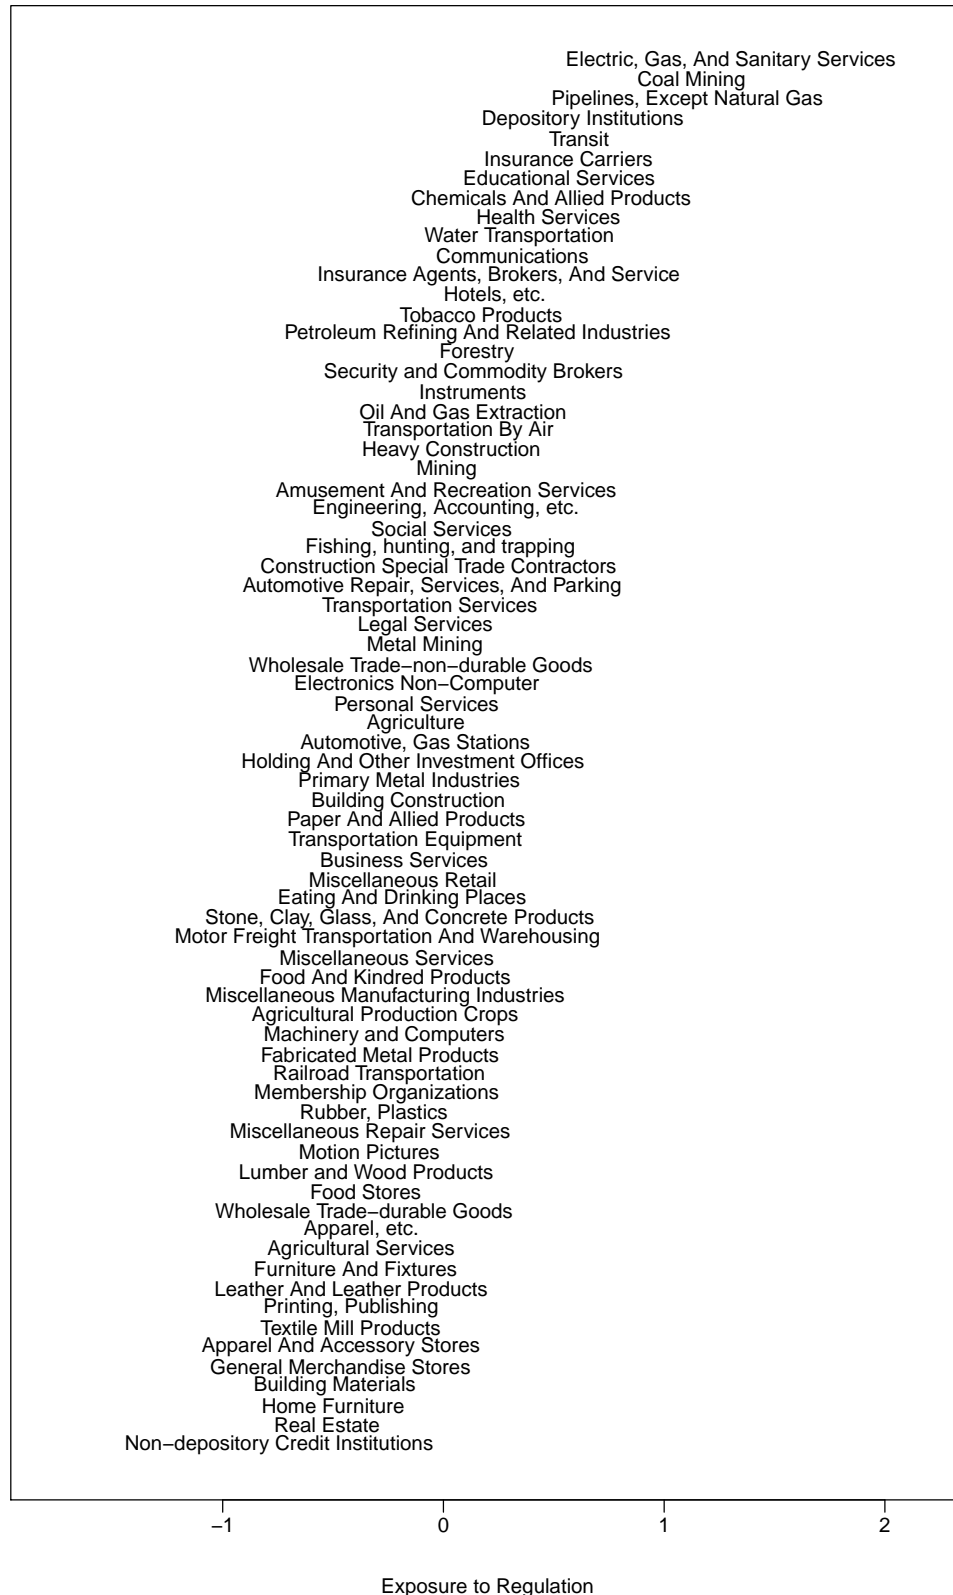 Electric, Gas, And Sanitary Services
Coal Mining
Pipelines, Except Natural Gas
Depository Institutions
Transit
Insurance Carriers
Educational Services
Chemicals And Allied Products
Health Services
Water Transportation
Communications
Insurance Agents, Brokers, And Service
Hotels, etc.
Tobacco Products
Petroleum Refining And Related Industries
Forestry
Security and Commodity Brokers
Instruments
Oil And Gas Extraction
Transportation By Air
Heavy Construction
Mining
Amusement And Recreation Services
Engineering, Accounting, etc.
Social Services
Fishing, hunting, and trapping
Construction Special Trade Contractors
Automotive Repair, Services, And Parking
Transportation Services
Legal Services
Metal Mining
Wholesale Trade−non−durable Goods
Electronics Non−Computer
Personal Services
Agriculture
Automotive, Gas Stations
Holding And Other Investment Offices
Primary Metal Industries
Building Construction
Paper And Allied Products
Transportation Equipment
Business Services
Miscellaneous Retail
Eating And Drinking Places
Stone, Clay, Glass, And Concrete Products
Motor Freight Transportation And Warehousing
Miscellaneous Services
Food And Kindred Products
Miscellaneous Manufacturing Industries
Agricultural Production Crops
Machinery and Computers
Fabricated Metal Products
Railroad Transportation
Membership Organizations
Rubber, Plastics
Miscellaneous Repair Services
Motion Pictures
Lumber and Wood Products
Food Stores
Wholesale Trade−durable Goods
Apparel, etc.
Agricultural Services
Furniture And Fixtures
Leather And Leather Products
Printing, Publishing
Textile Mill Products
Apparel And Accessory Stores
General Merchandise Stores
Building Materials
Home Furniture
Real Estate
Non−depository Credit Institutions
−1 0 1 2
Exposure to Regulation